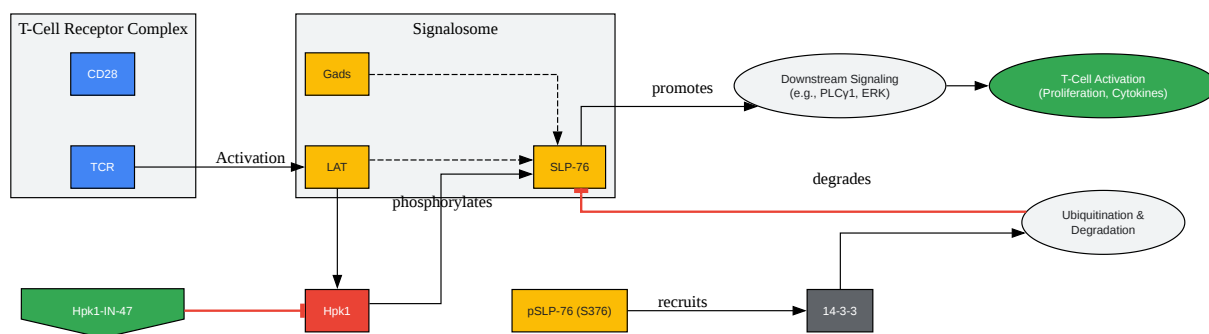 T-Cell Receptor Complex
CD28
TCR
Activation
Signalosome
Gads
LAT
SLP-76
phosphorylates
promotes
Downstream Signaling
(e.g., PLCγ1, ERK)
T-Cell Activation
(Proliferation, Cytokines)
degrades
Ubiquitination &
Degradation
Hpk1-IN-47
Hpk1
pSLP-76 (S376)
recruits
14-3-3